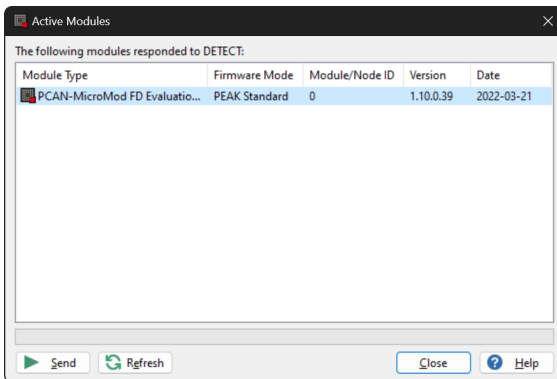 Active Modules
The following modules responded to DETECT:
Module Type Firmware Mode Module/Node ID Version Date
PCAN-MicroMod FD Evaluatio... PEAK Standard 0 1.10.0.39 2022-03-21
Send Refresh Close Help